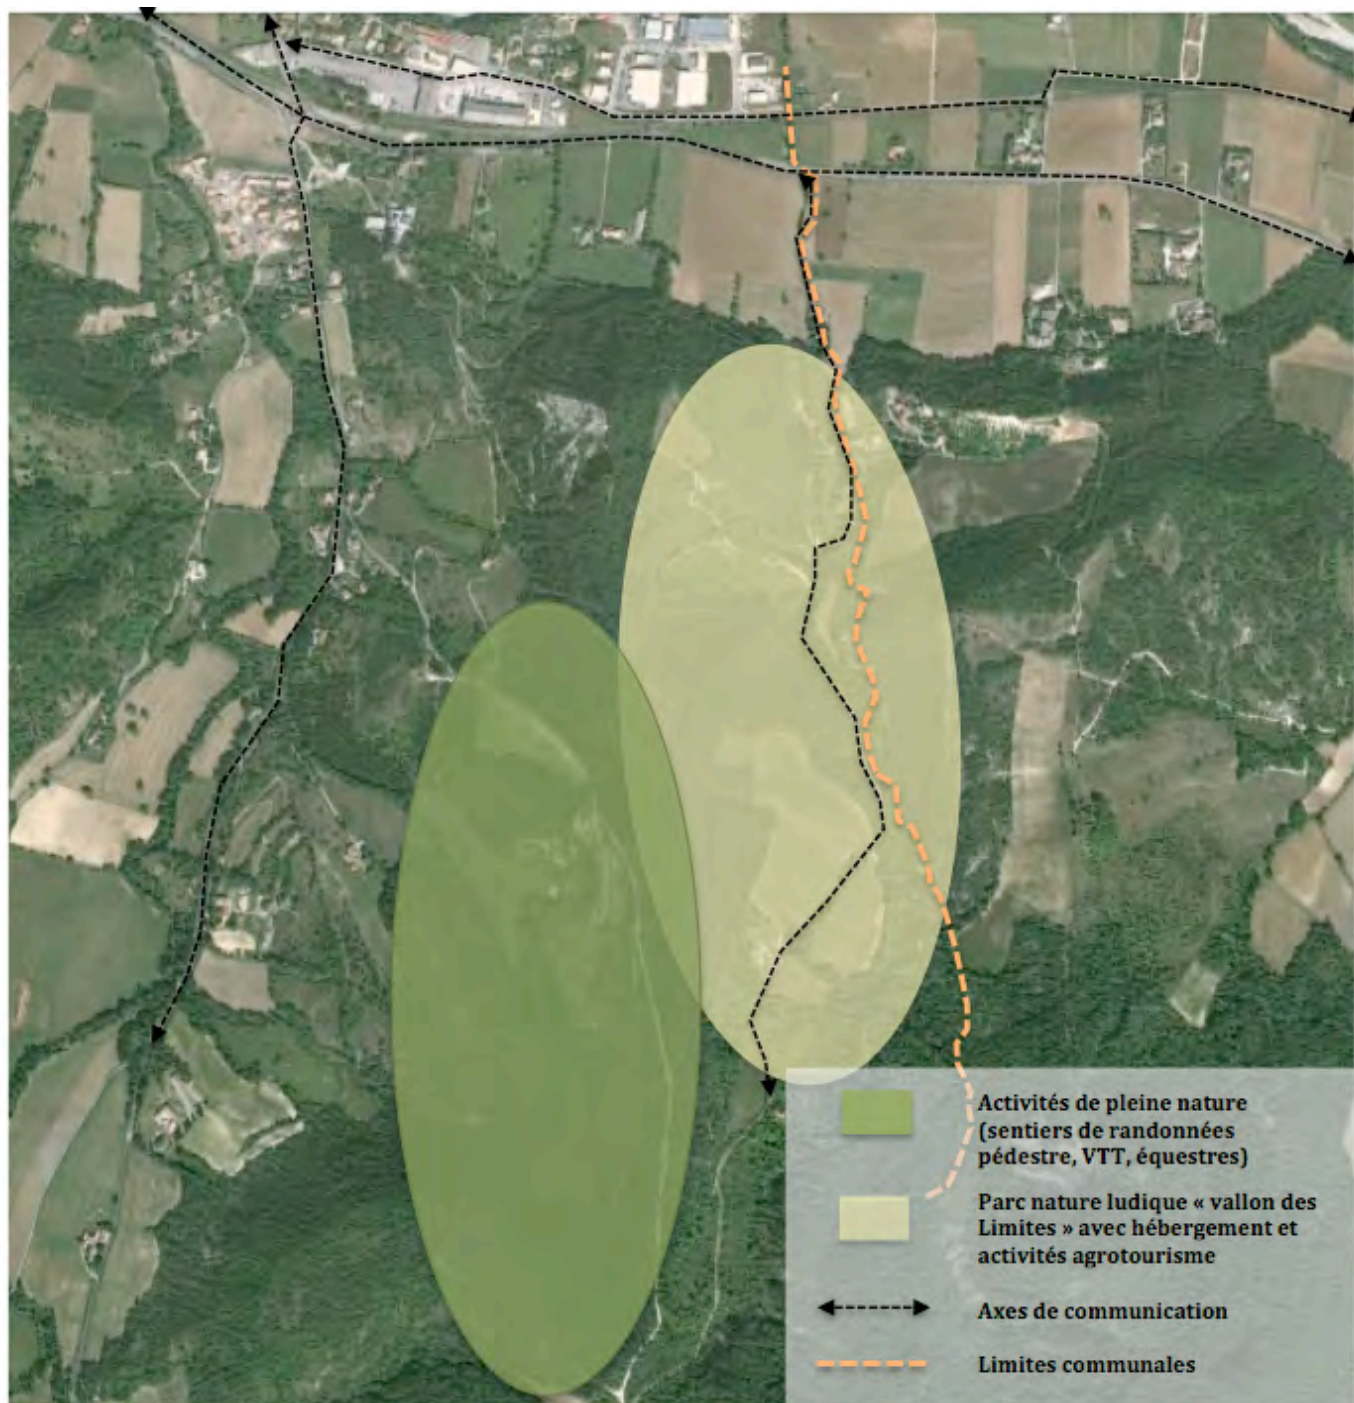 Activités de pleine nature
(sentiers de randonnées
pédestre, VTT, équestres)
Parc nature ludique « vallon des
Limites » avec hébergement et
activités agrotourisme
Axes de communication
Limites communales